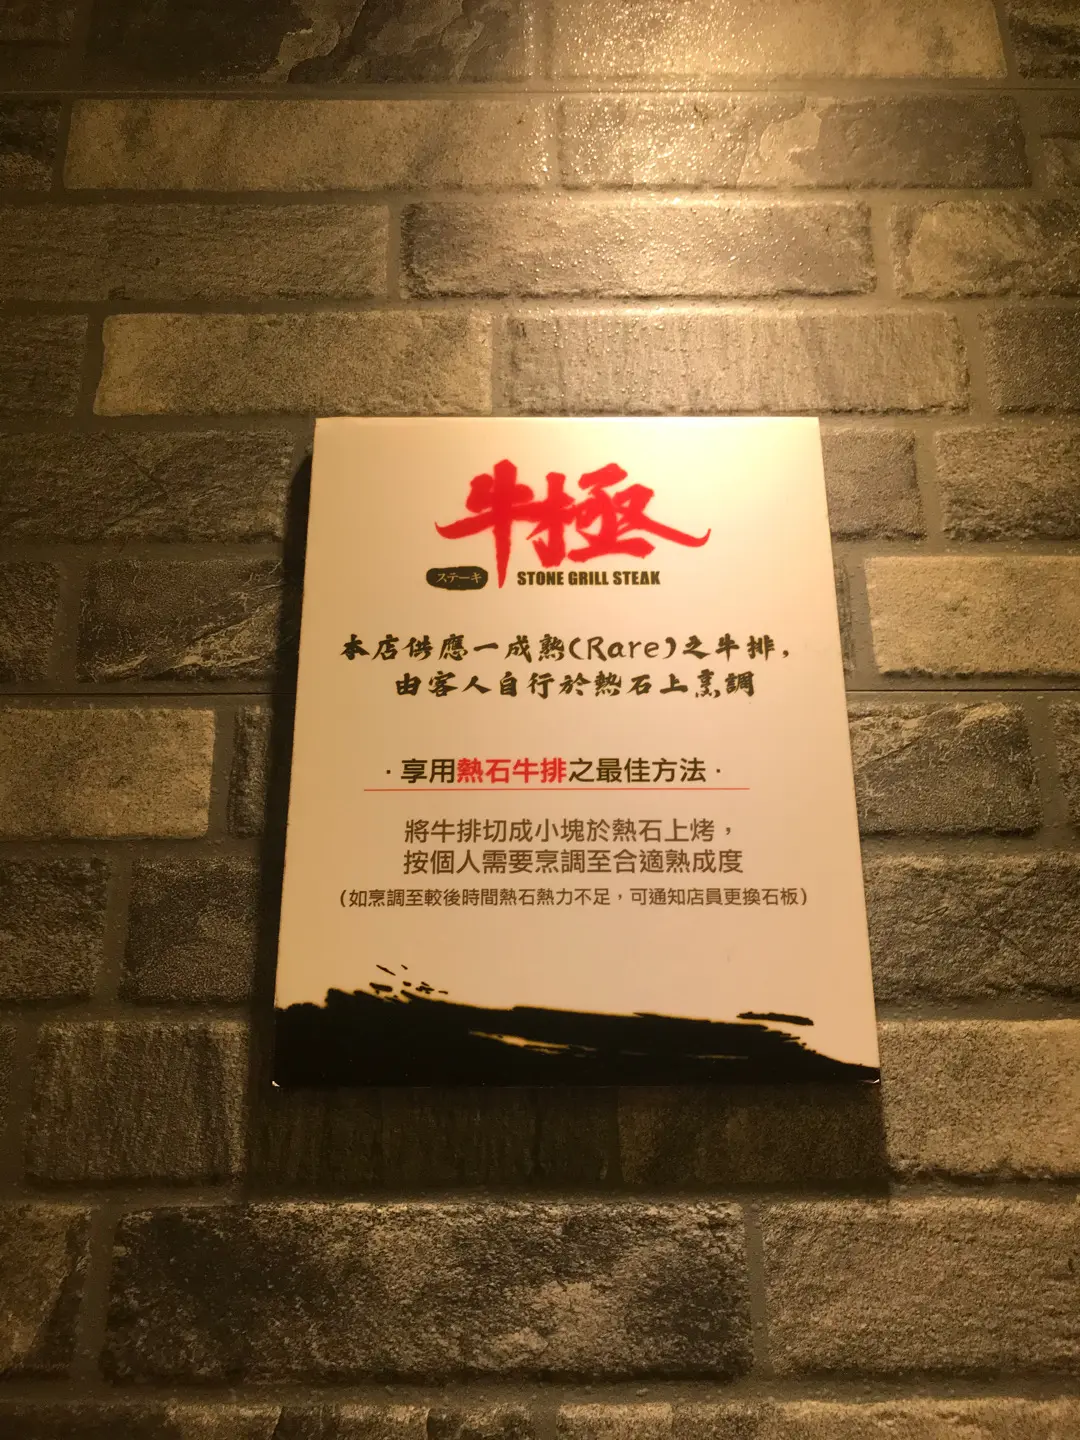 牛極
ステーキ STONE GRILL STEAK
本店供應一成熟(Rare)之牛排,
由客人自行於熱石上烹調
·享用熱石牛排之最佳方法·
將牛排切成小塊於熱石上烤，
按個人需要烹調至合適熟成度
(如烹調至較後時間熱石熱力不足，可通知店員更換石板)